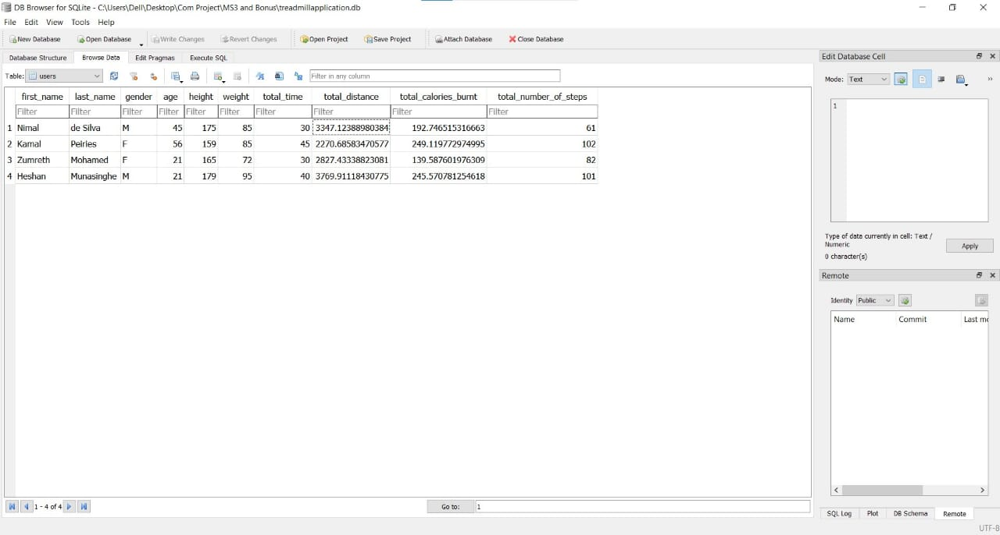 DB Browser for SQLite - C:\Users\Dell\Desktop\Com Project\MS3 and Bonus\treadmillapplication.db
File Edit View Tools Help
New Database Open Database Write Changes Revert Changes Open Project Save Project Attach Database Close Database
Database Structure Browse Data Edit Pragmas Execute SQL
Table: users Filter in any column
first_name last_name gender age height weight total_time total_distance total_calories_burnt total_number_of_steps
Filter Filter Filter Filter Filter Filter Filter Filter Filter Filter
1 Nimal de Silva M 45 175 85 30 3347.12388980384 192.746515316663 61
2 Kamal Peiries F 56 159 85 45 2270.68583470577 249.119772974995 102
3 Zumreth Mohamed F 21 165 72 30 2827.43338823081 139.587601976309 82
4 Heshan Munasinghe M 21 179 95 40 3769.91118430775 245.570781254618 101
1 - 4 of 4 Go to: 1
Edit Database Cell
Mode: Text
1
Type of data currently in cell: Text /
Numeric
0 character(s)
Apply
Remote
Identity Public
Name Commit Last mo
SQL Log Plot DB Schema Remote
UTF-8